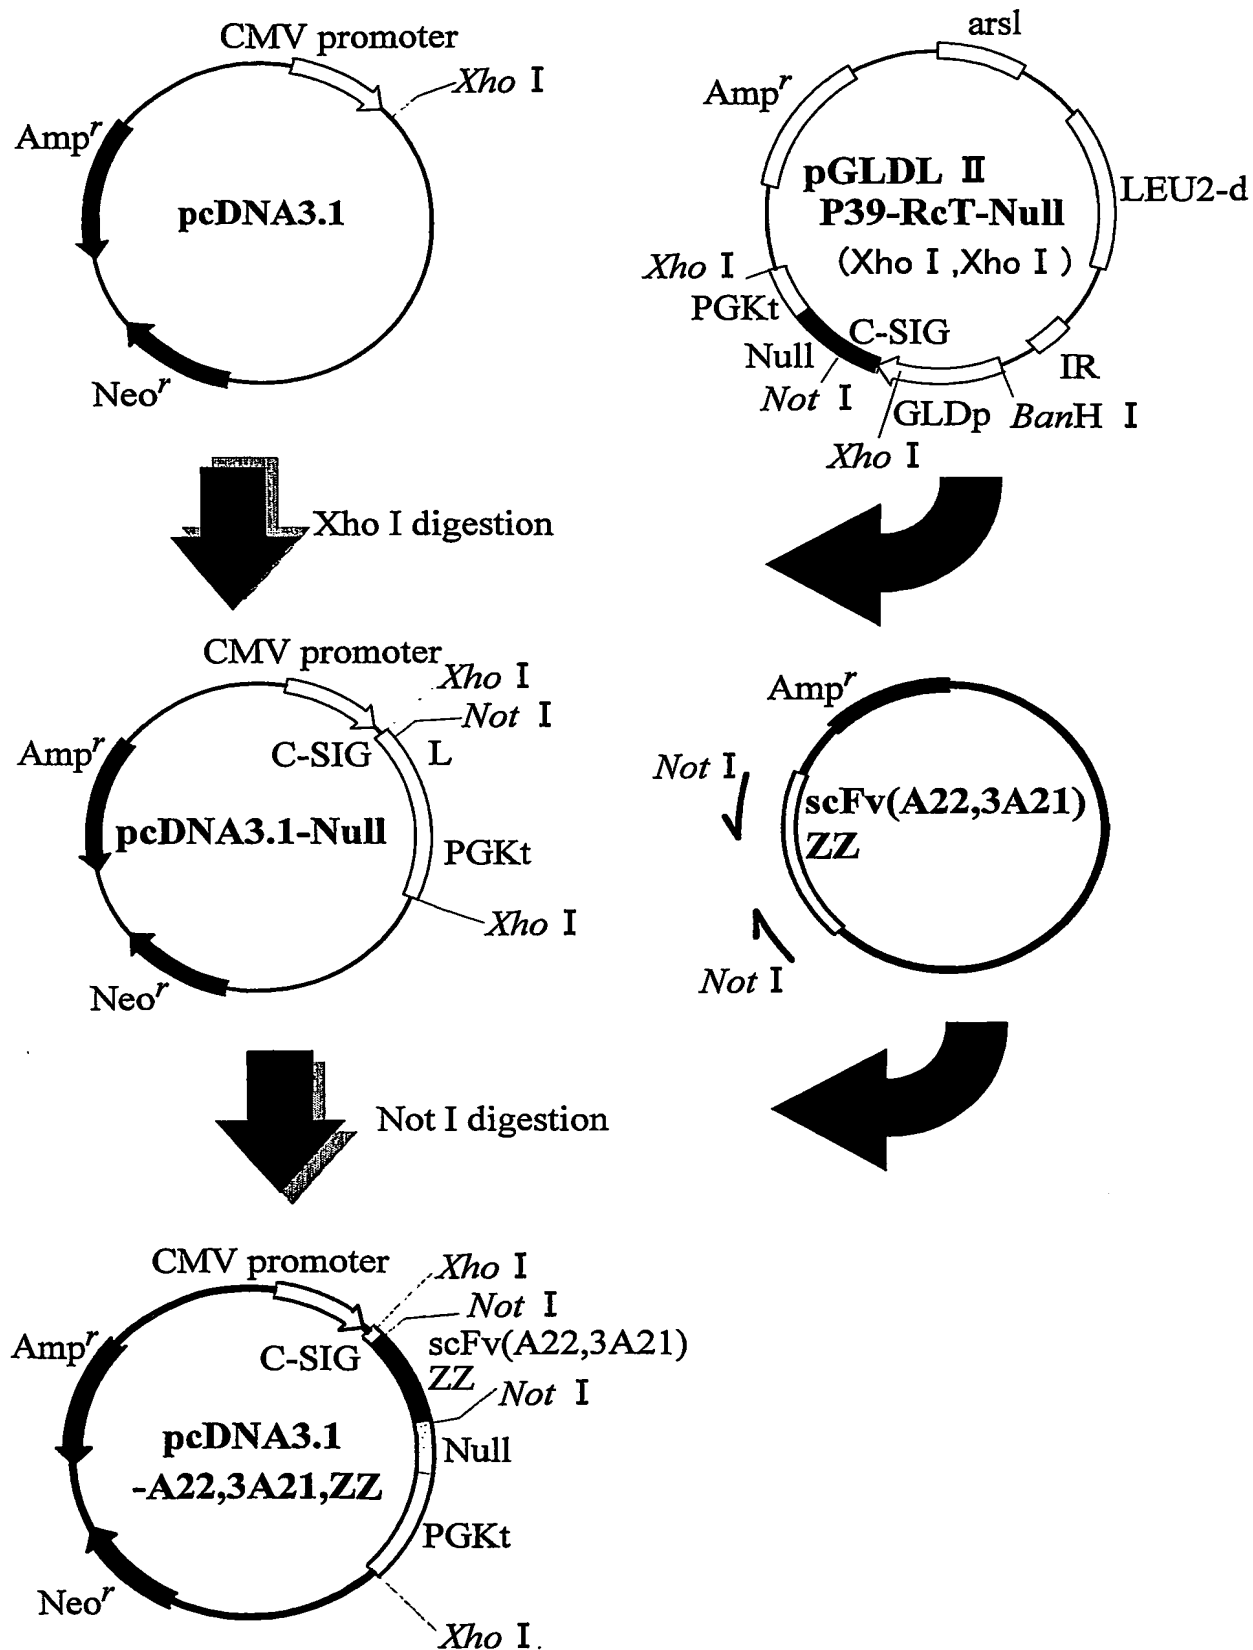 CMV promoter
Xho I
Amp^r
pcDNA3.1
Neo^r
arsI
Amp^r
pGLDL II
P39-RcT-Null
(Xho I ,Xho I )
LEU2-d
Xho I
PGKt
C-SIG
Null
Not I
GLDp
IR
BanH I
Xho I
Xho I digestion
CMV promoter
Xho I
Not I
Amp^r
C-SIG
L
pcDNA3.1-Null
PGKt
Xho I
Neo^r
Amp^r
Not I
scFv(A22,3A21)
ZZ
Not I
Not I digestion
CMV promoter
Xho I
Not I
Amp^r
C-SIG
scFv(A22,3A21)
ZZ
Not I
pcDNA3.1
-A22,3A21,ZZ
Null
PGKt
Neo^r
Xho I.